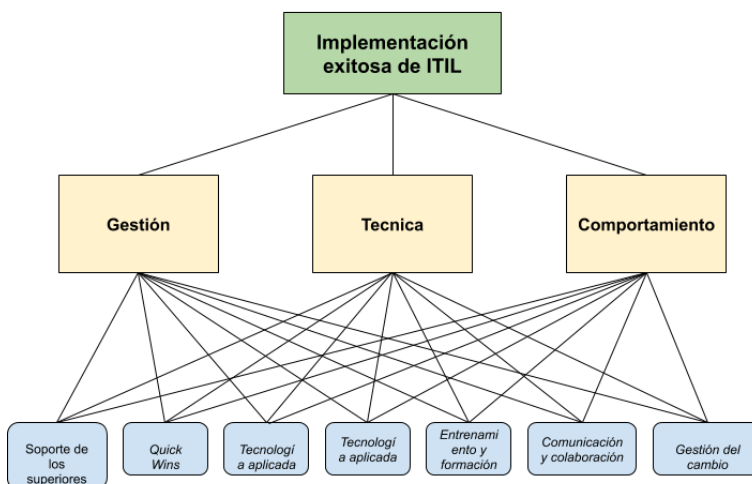 Implementación
exitosa de ITIL
Gestión
Tecnica
Comportamiento
Soporte de
los
superiores
Quick
Wins
Tecnologí
a aplicada
Tecnologí
a aplicada
Entrenami
ento y
formación
Comunicación
y colaboración
Gestión del
cambio